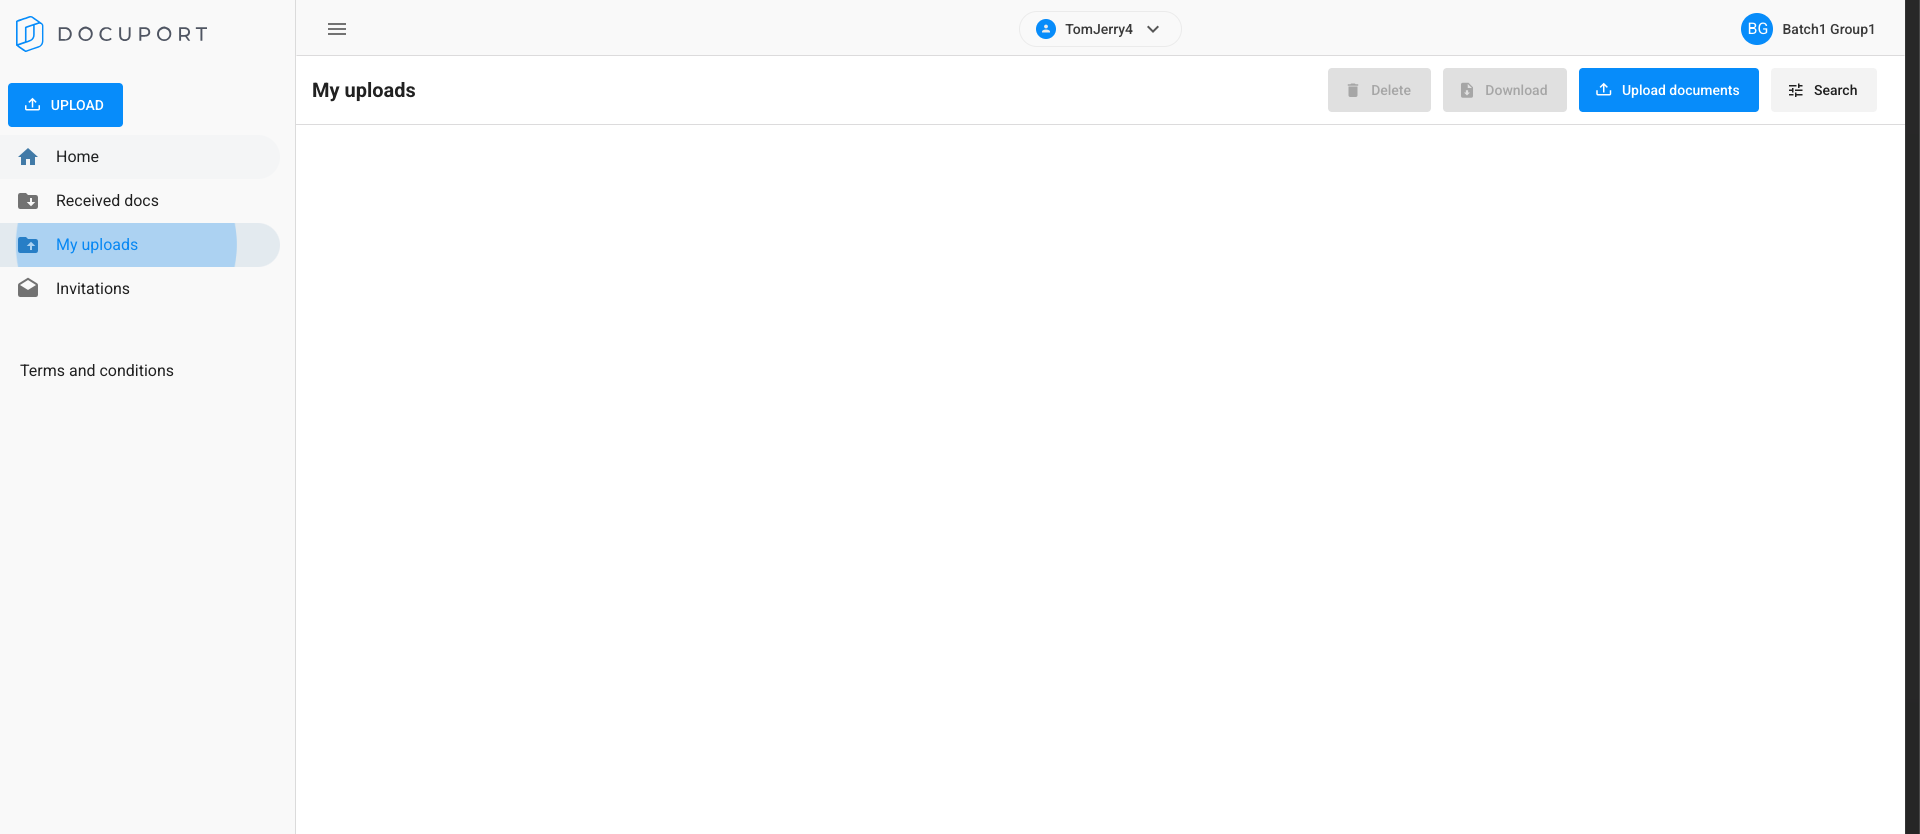 DOCUPORT
TomJerry4
BG Batch1 Group1
UPLOAD
Home
Received docs
My uploads
Invitations
Terms and conditions
My uploads
Delete
Download
Upload documents
Search